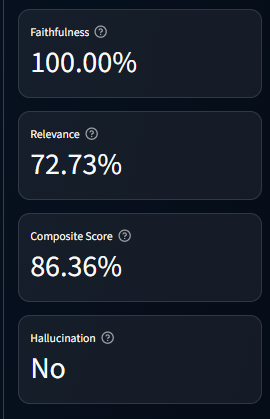 Faithfulness
100.00%
Relevance
72.73%
Composite Score
86.36%
Hallucination
No